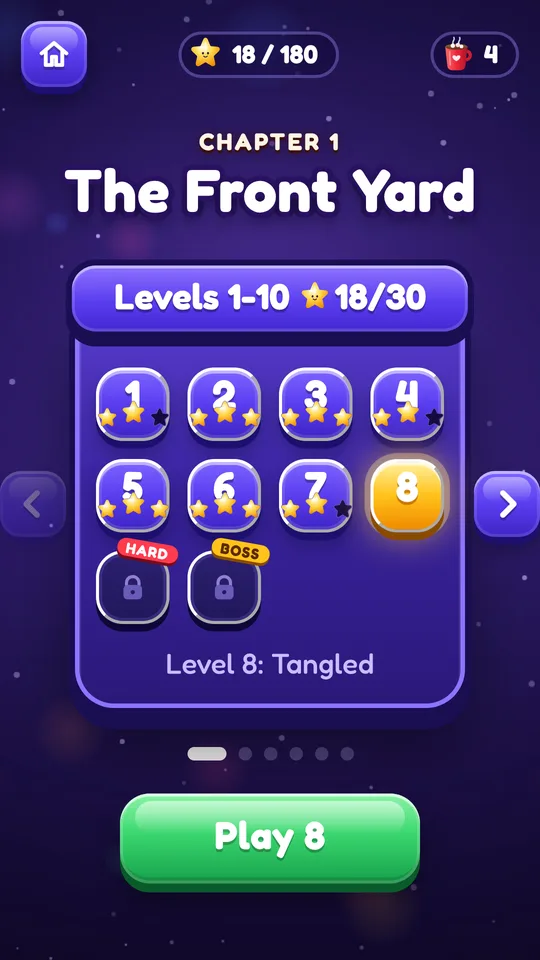 18 / 180
4
CHAPTER 1
The Front Yard
Levels 1-10 18/30
1 2 3 4
5 6 7 8
HARD BOSS
Level 8: Tangled
Play 8